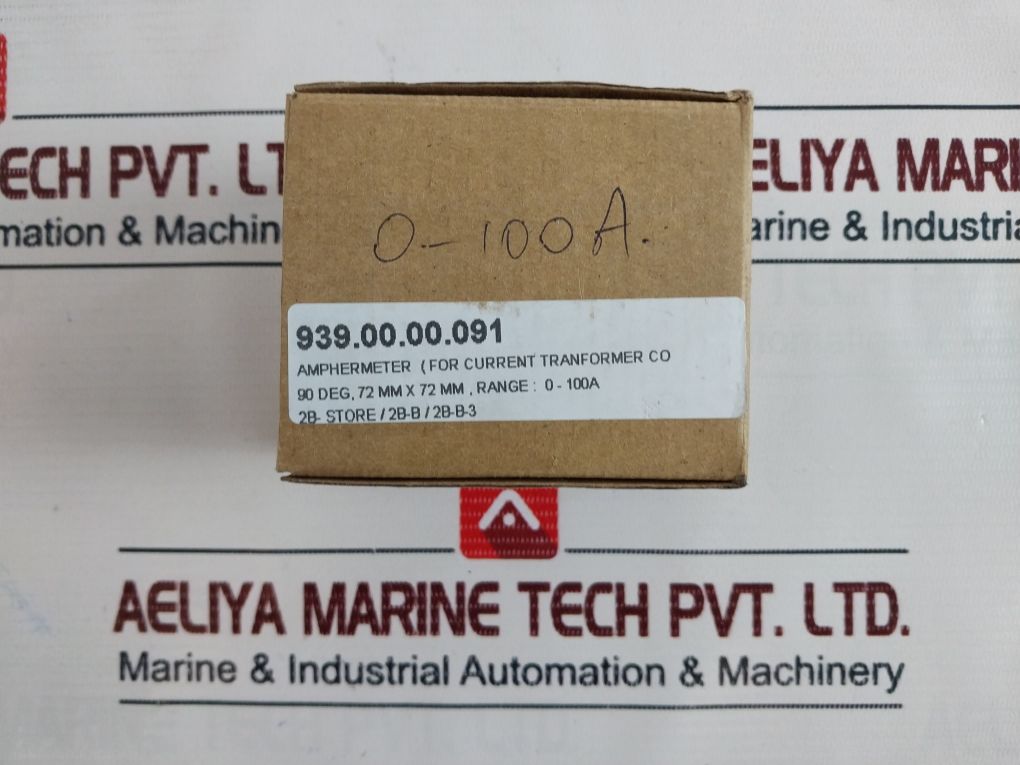 ECH PVT. LT
mation & Machin
ELIYA MARI
arine & Industria
0-100A.
939.00.00.091
AMPHERMETER (FOR CURRENT TRANFORMER CO
90 DEG, 72 MM X 72 MM , RANGE : 0 - 100A
2B- STORE / 2B-B / 2B-B-3
AELIYA MARINE TECH PVT. LTD.
Marine & Industrial Automation & Machinery